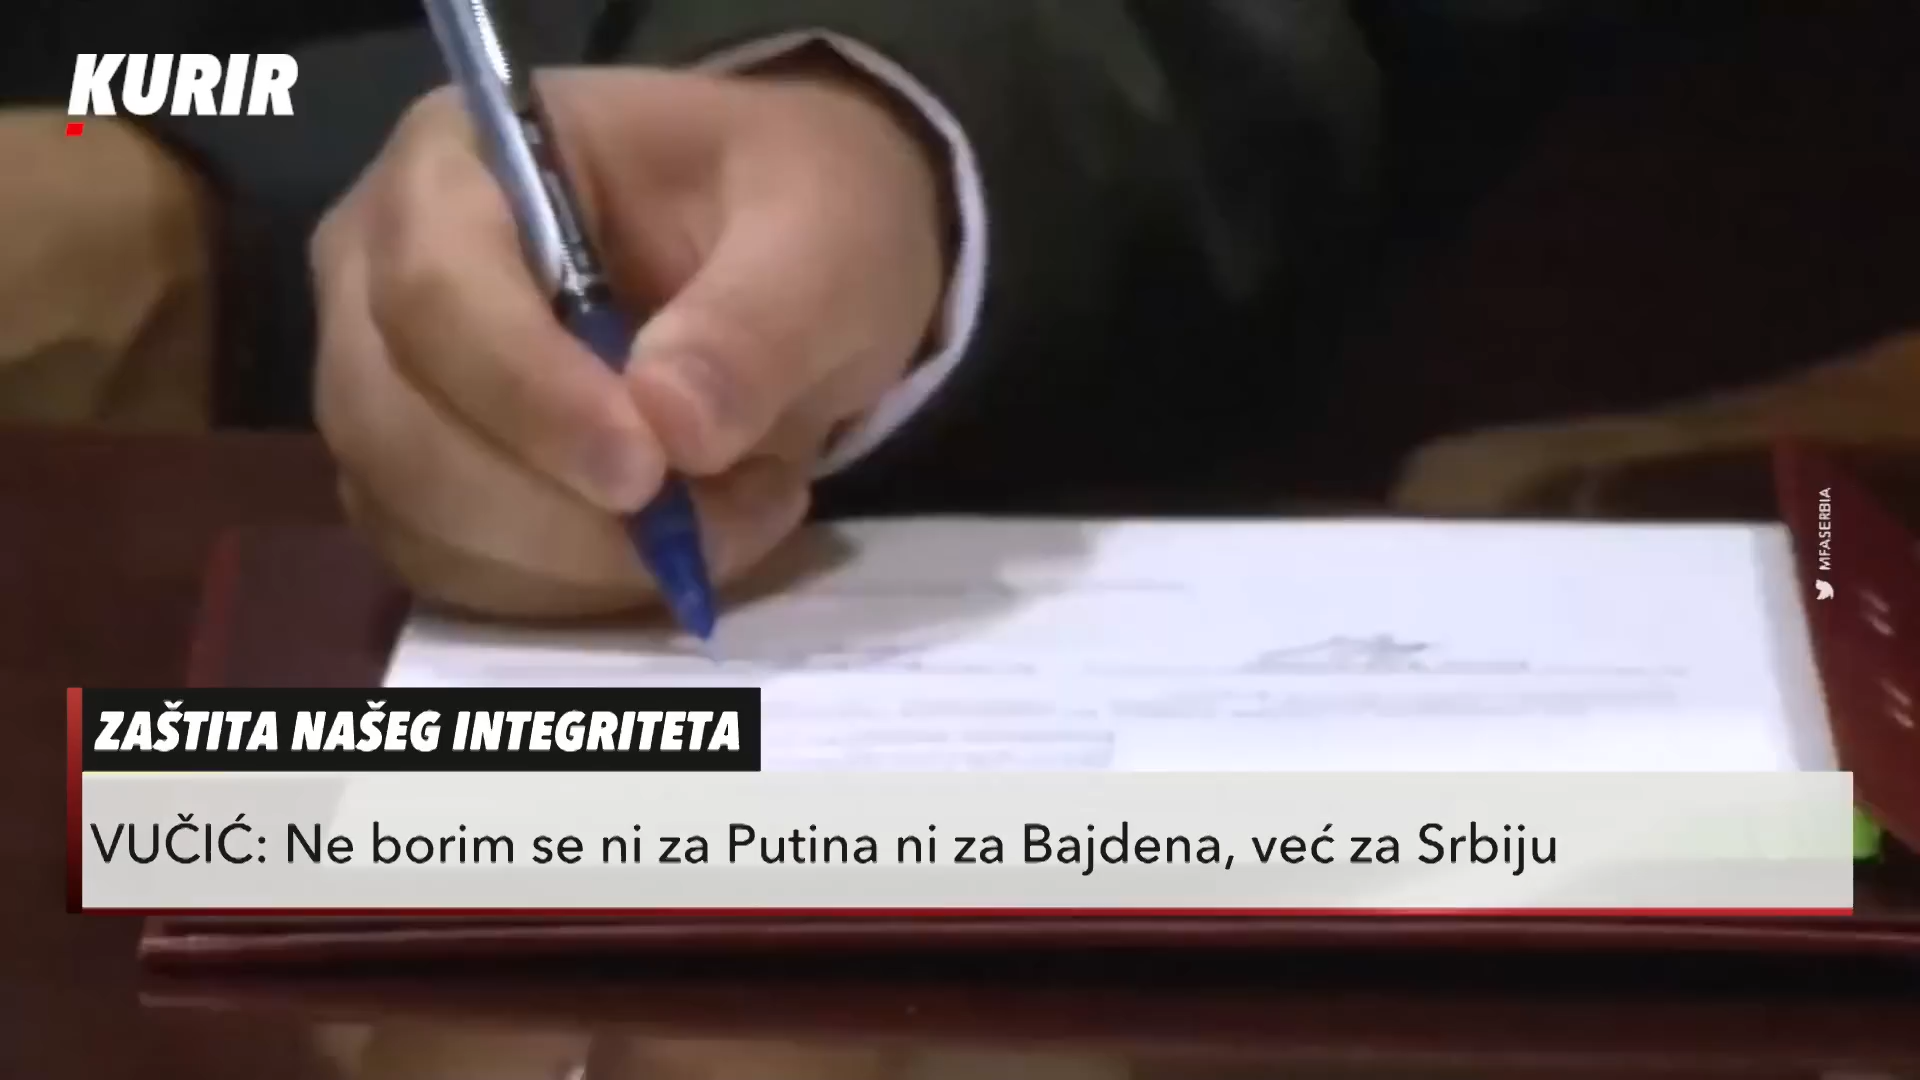 KURIR
MFASERBIA
ZAŠTITA NAŠEG INTEGRITETA
VUČIĆ: Ne borim se ni za Putina ni za Bajdena, već za Srbiju